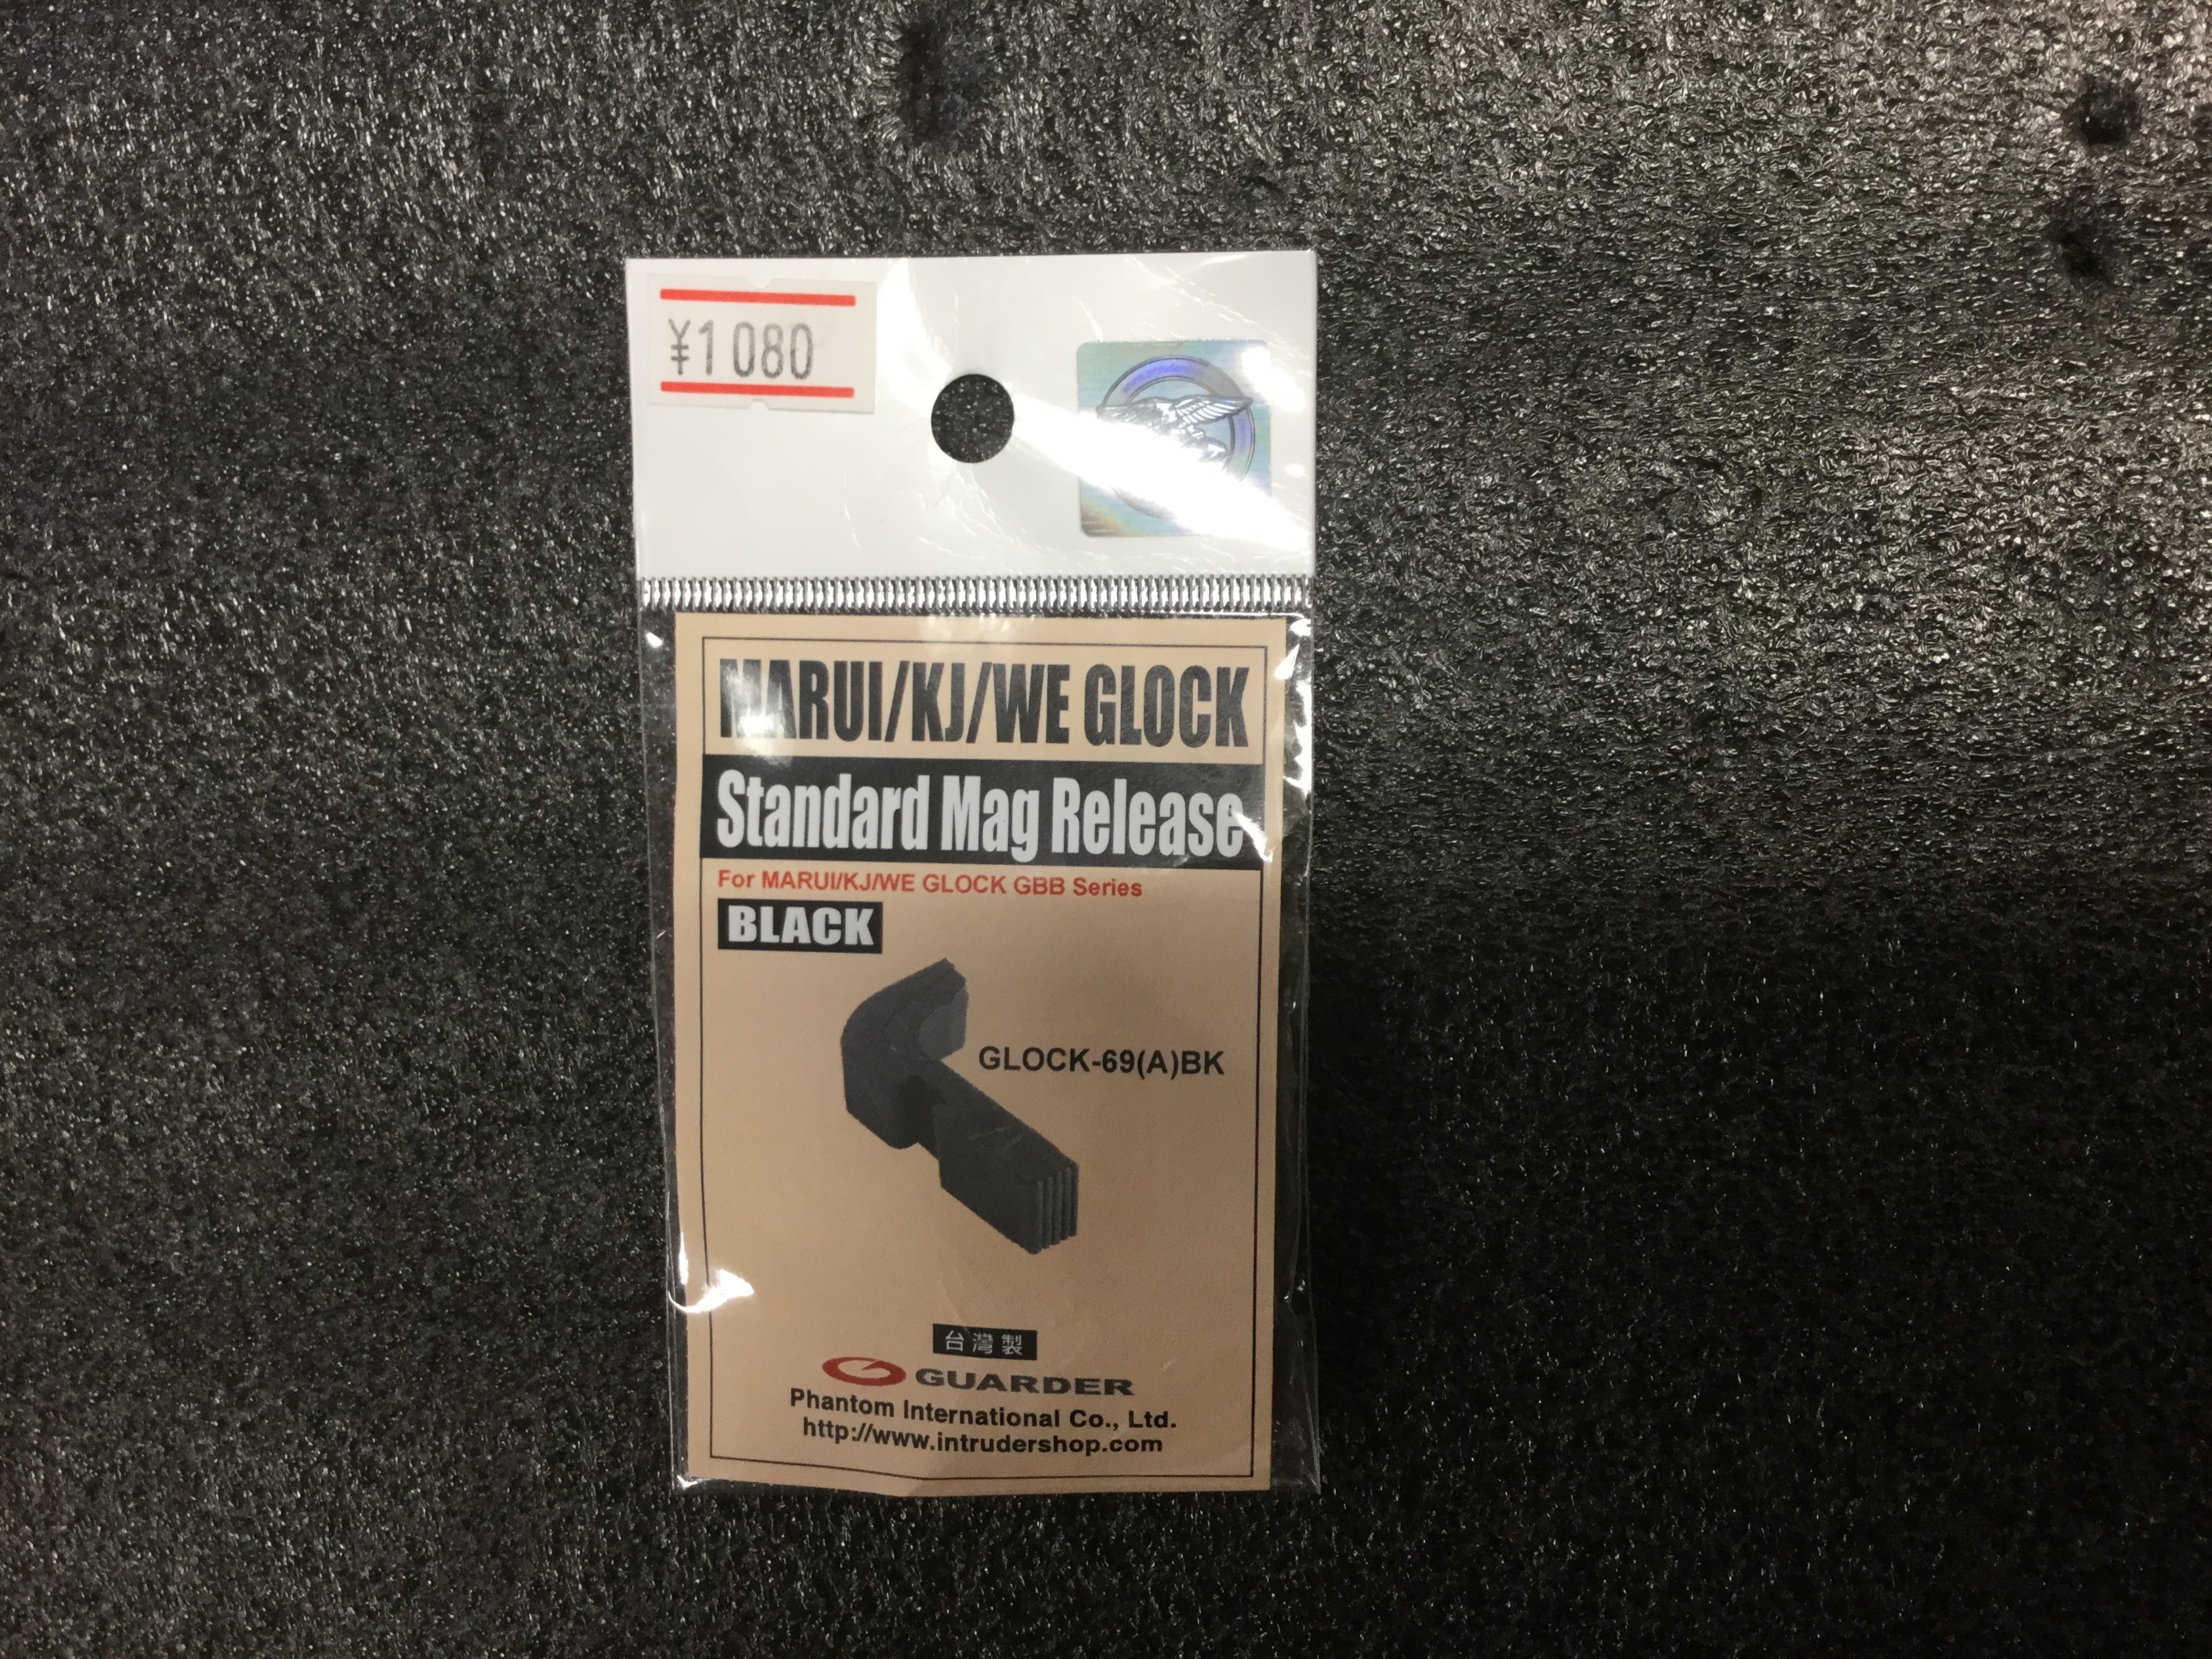 ¥1080
MARUI/KJ/WE GLOCK
Standard Mag Release
For MARUI/KJ/WE GLOCK GBB Series
BLACK
GLOCK-69(A)BK
台灣製
GUARDER
Phantom International Co., Ltd.
http://www.intrudershop.com